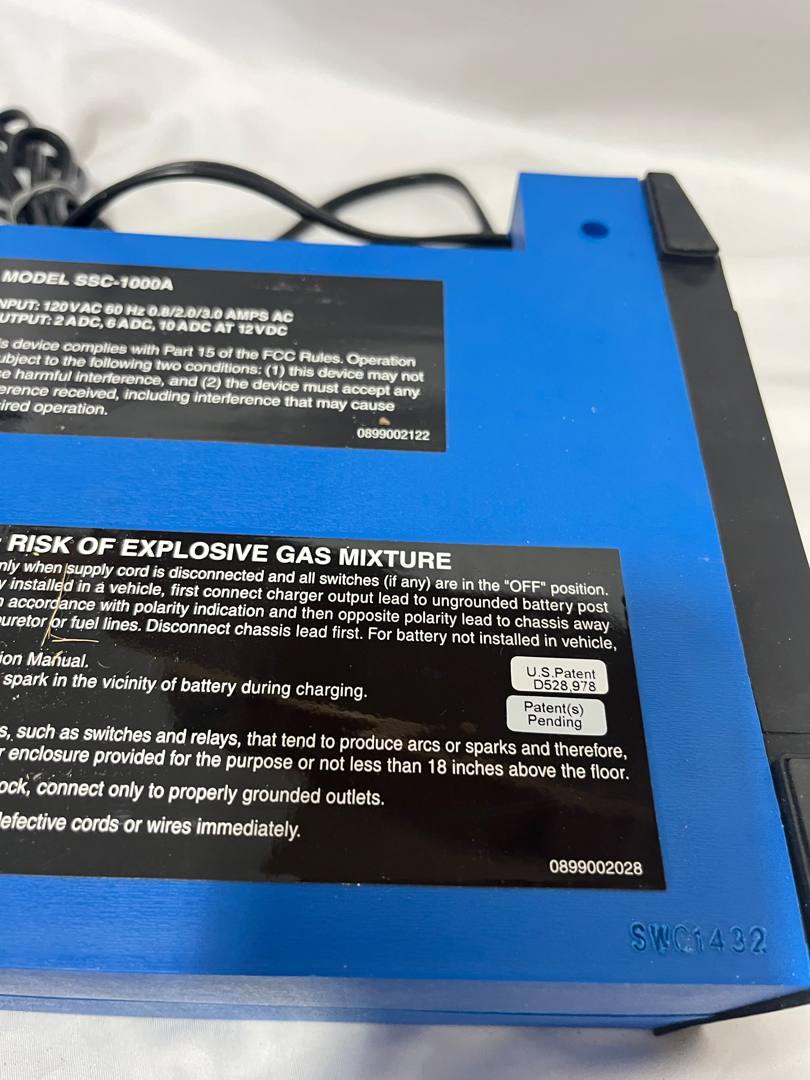 MODEL SSC-1000A
NPUT: 120VAC 60 Hz 0.8/2.0/3.0 AMPS AC
UTPUT: 2 ADC, 6 ADC, 10 ADC AT 12VDC
is device complies with Part 15 of the FCC Rules. Operation
ubject to the following two conditions: (1) this device may not
e harmful interference, and (2) the device must accept any
erence received, including interference that may cause
ired operation.
0899002122
RISK OF EXPLOSIVE GAS MIXTURE
nly when supply cord is disconnected and all switches (if any) are in the "OFF" position.
y installed in a vehicle, first connect charger output lead to ungrounded battery post
n accordance with polarity indication and then opposite polarity lead to chassis away
uretor or fuel lines. Disconnect chassis lead first. For battery not installed in vehicle,
ion Manual.
spark in the vicinity of battery during charging.
U.S.Patent
D528,978
Patent(s)
Pending
s, such as switches and relays, that tend to produce arcs or sparks and therefore,
r enclosure provided for the purpose or not less than 18 inches above the floor.
ock, connect only to properly grounded outlets.
efective cords or wires immediately.
0899002028
SWC1432